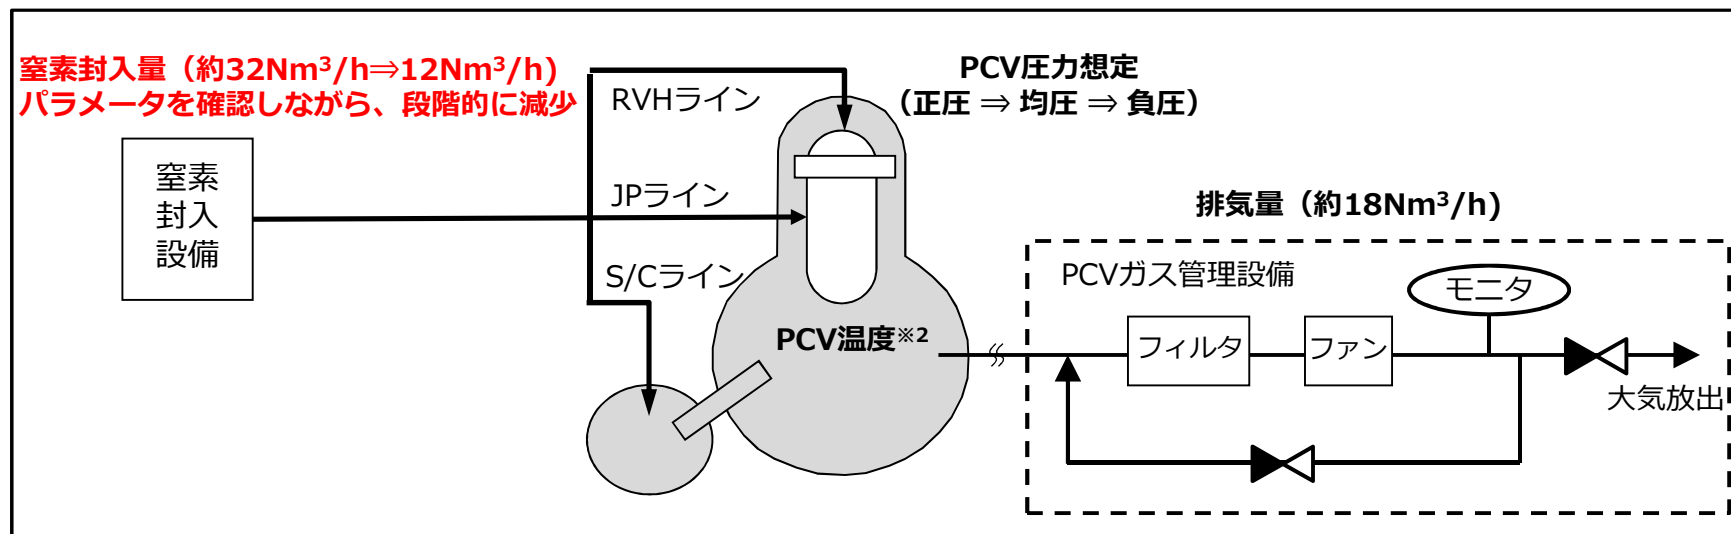 窒素封入量（約32Nm³/h⇒12Nm³/h)
パラメータを確認しながら、段階的に減少
RVHライン
PCV圧力想定
（正圧 ⇒ 均圧 ⇒ 負圧）
窒素
封入
設備
JPライン
S/Cライン
PCV温度※2
排気量（約18Nm³/h)
PCVガス管理設備
モニタ
フィルタ
ファン
大気放出